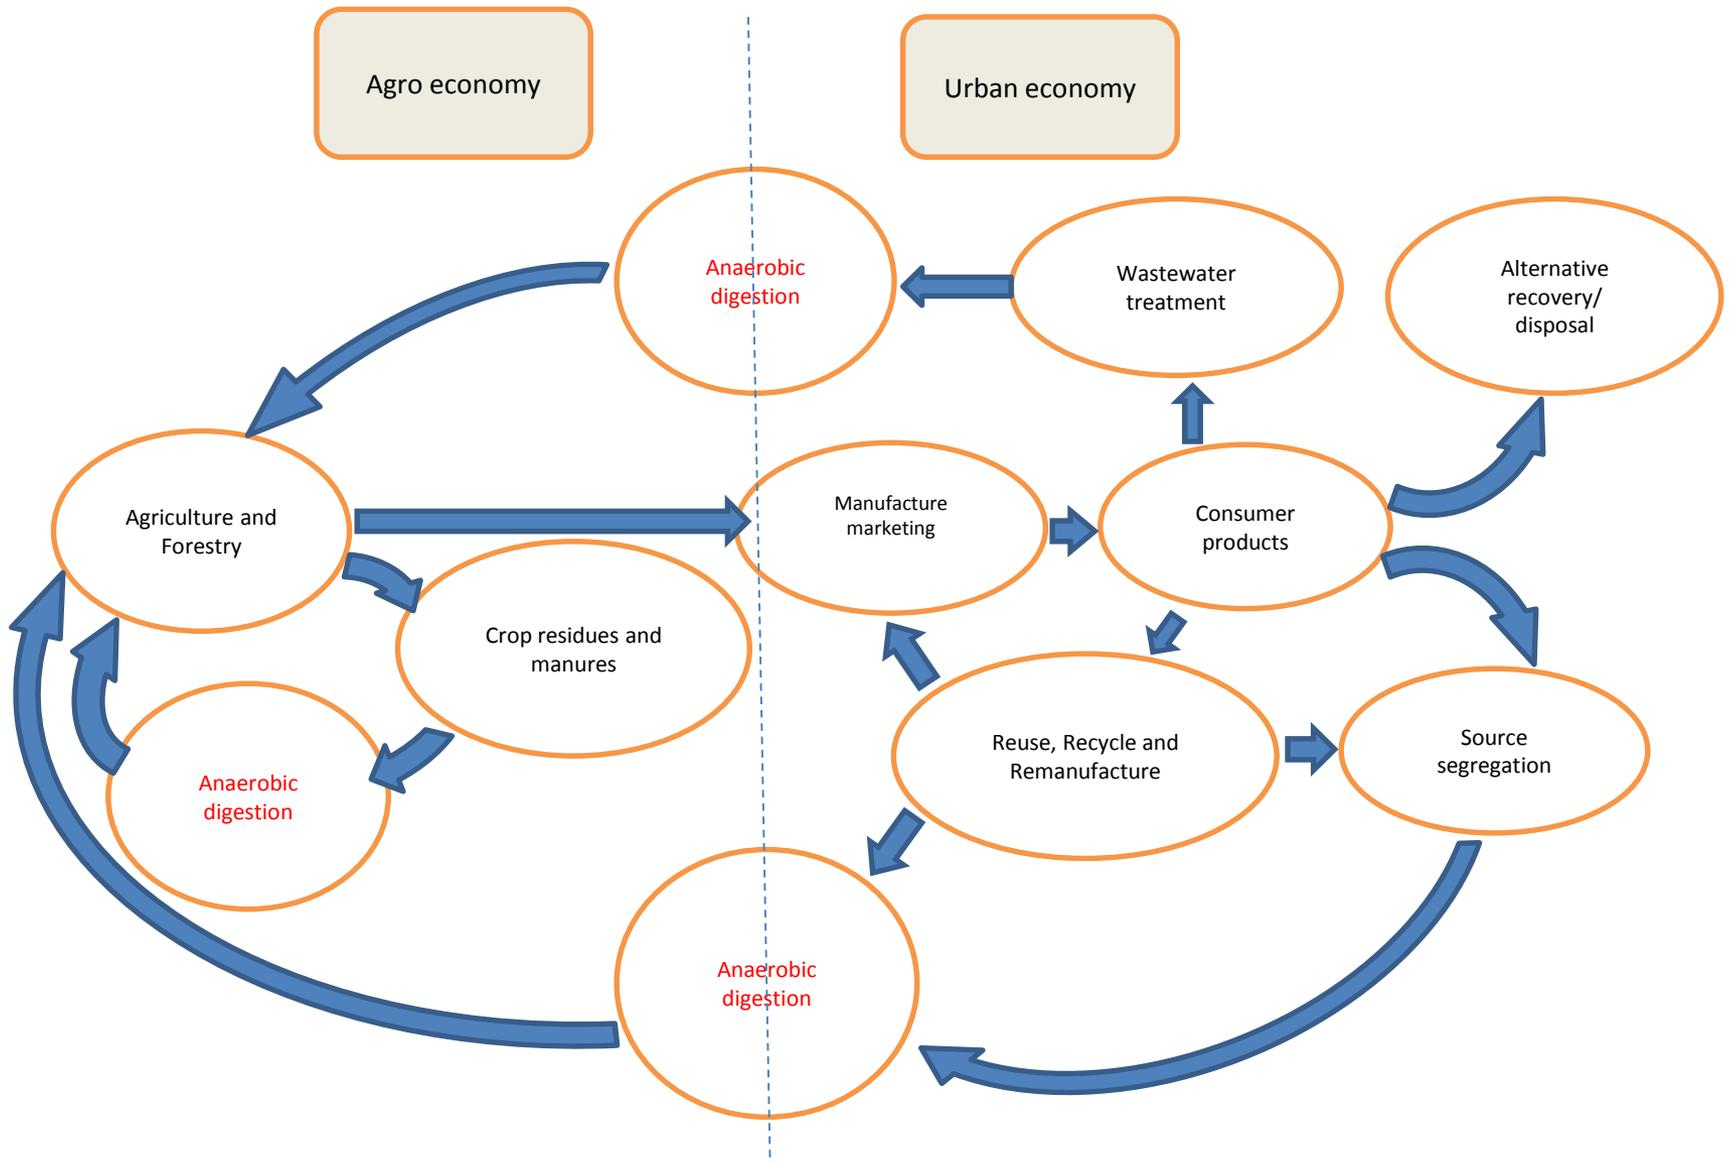 Agro economy
Urban economy
Anaerobic
digestion
Wastewater
treatment
Alternative
recovery/
disposal
Agriculture and
Forestry
Manufacture
marketing
Consumer
products
Crop residues and
manures
Reuse, Recycle and
Remanufacture
Source
segregation
Anaerobic
digestion
Anaerobic
digestion